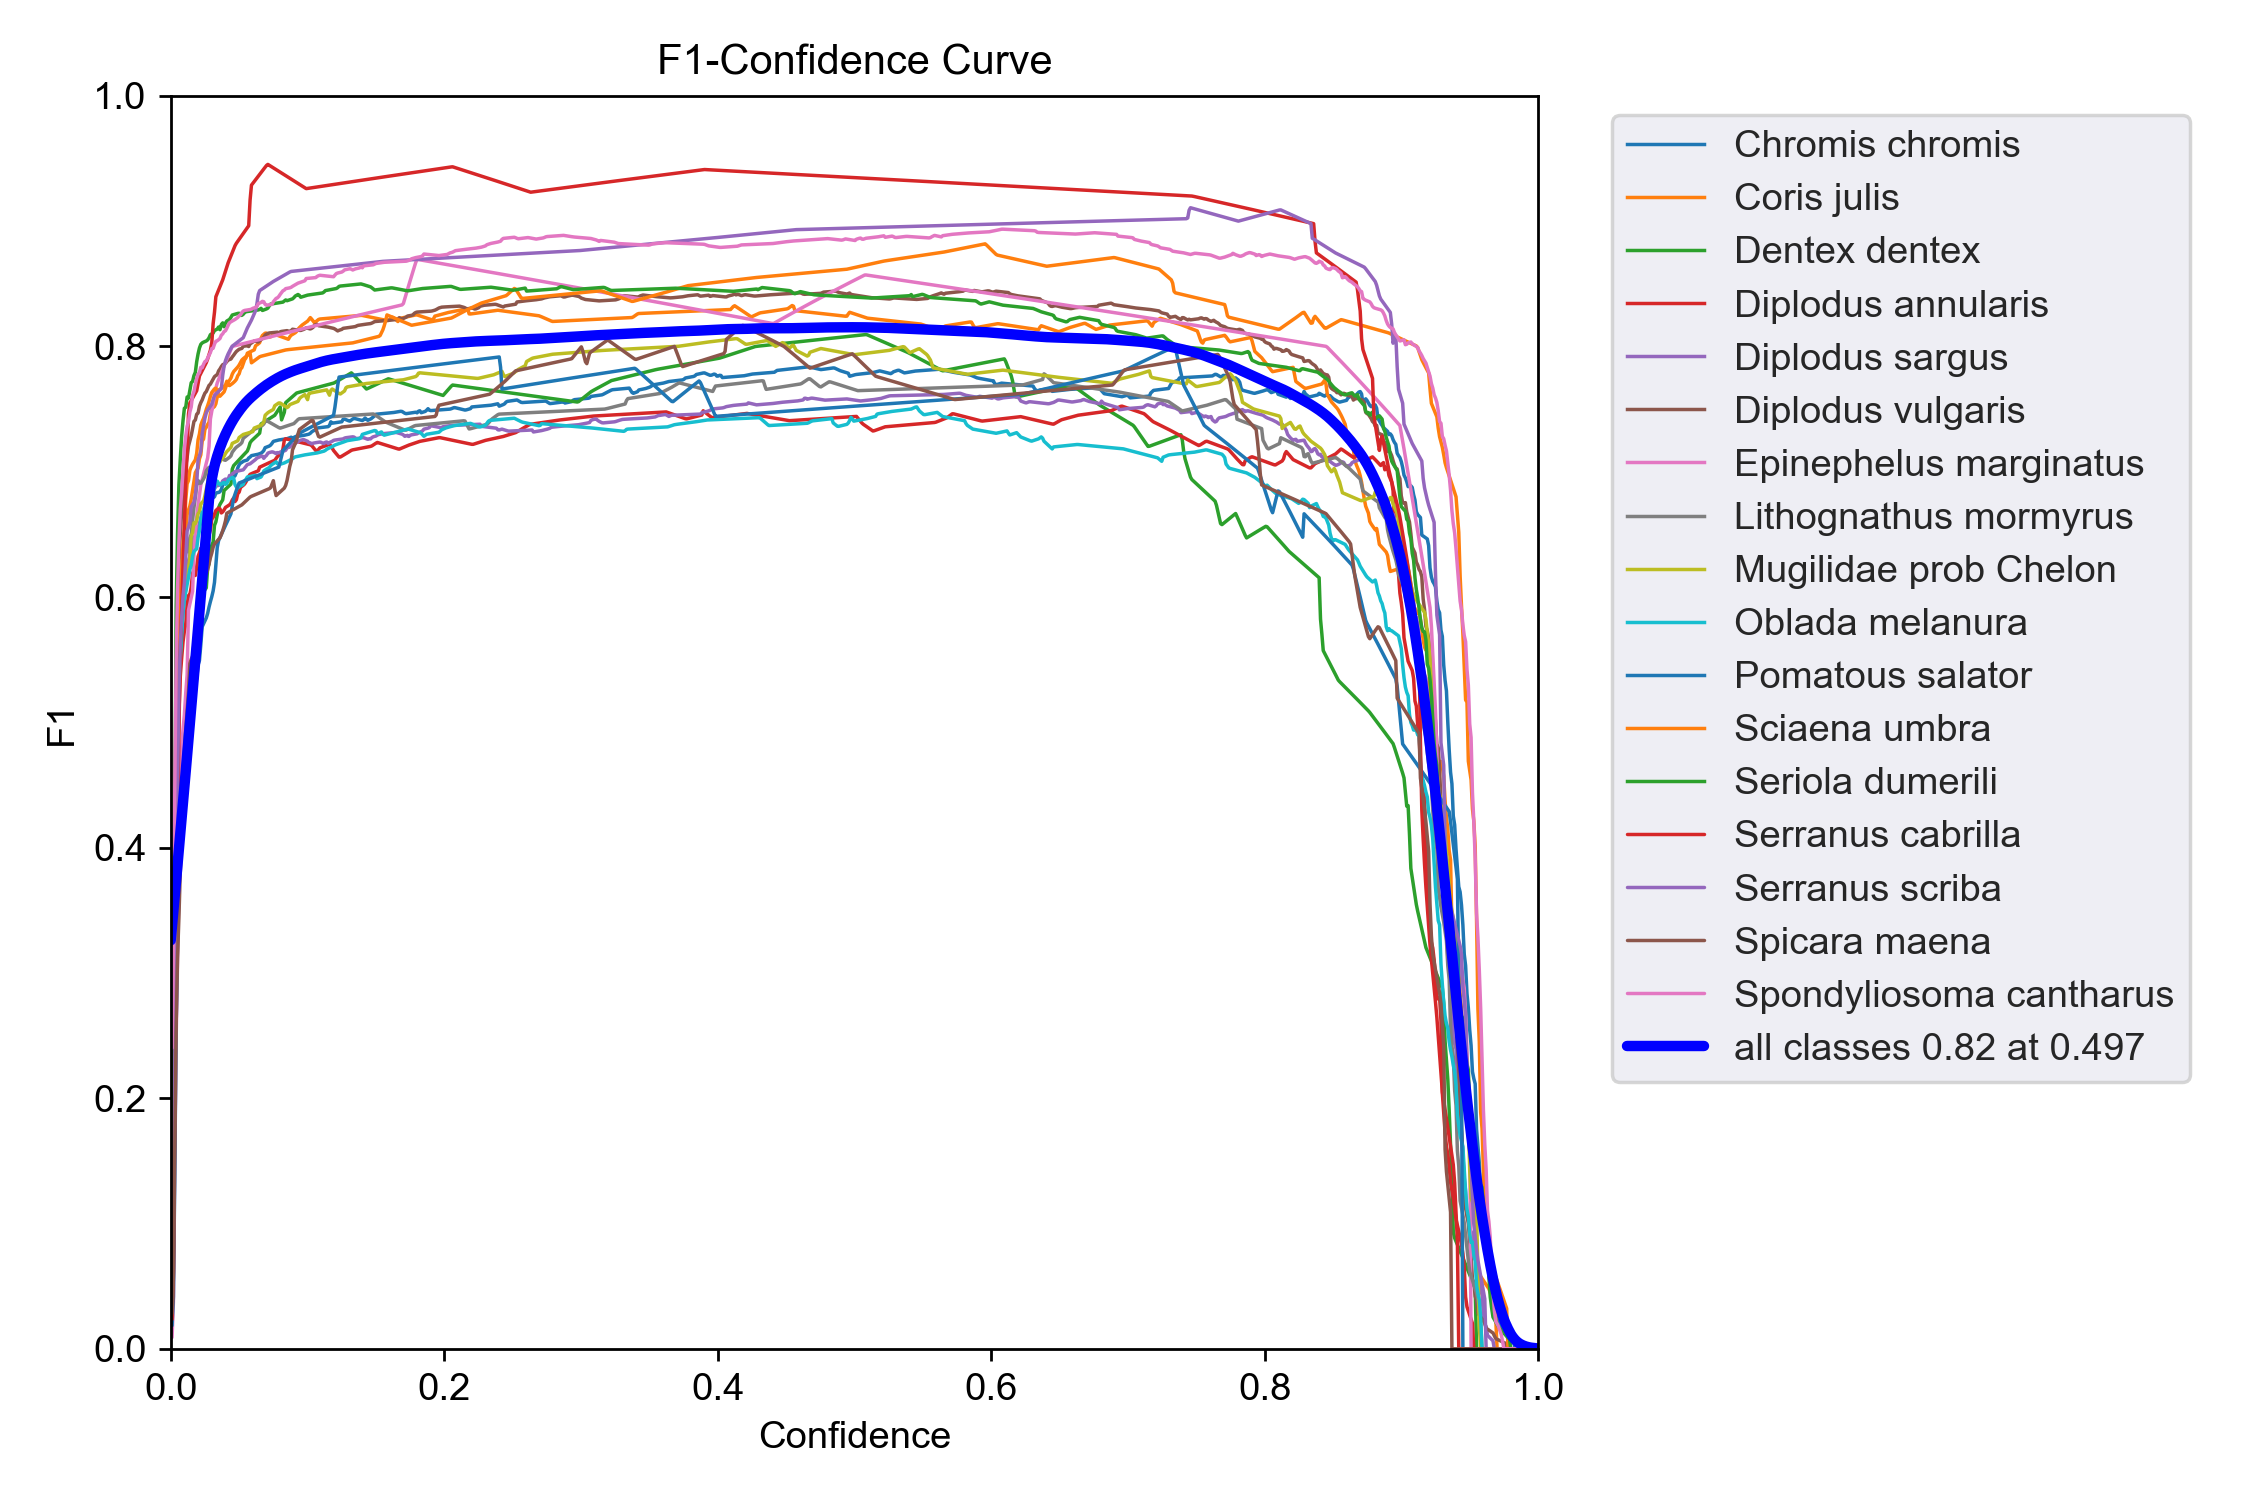 F1-Confidence Curve
1.0
0.8
0.6
0.4
0.2
0.0
F1
0.0 0.2 0.4 0.6 0.8 1.0
Confidence
Chromis chromis
Coris julis
Dentex dentex
Diplodus annularis
Diplodus sargus
Diplodus vulgaris
Epinephelus marginatus
Lithognathus mormyrus
Mugilidae prob Chelon
Oblada melanura
Pomatous salator
Sciaena umbra
Seriola dumerili
Serranus cabrilla
Serranus scriba
Spicara maena
Spondyliosoma cantharus
all classes 0.82 at 0.497